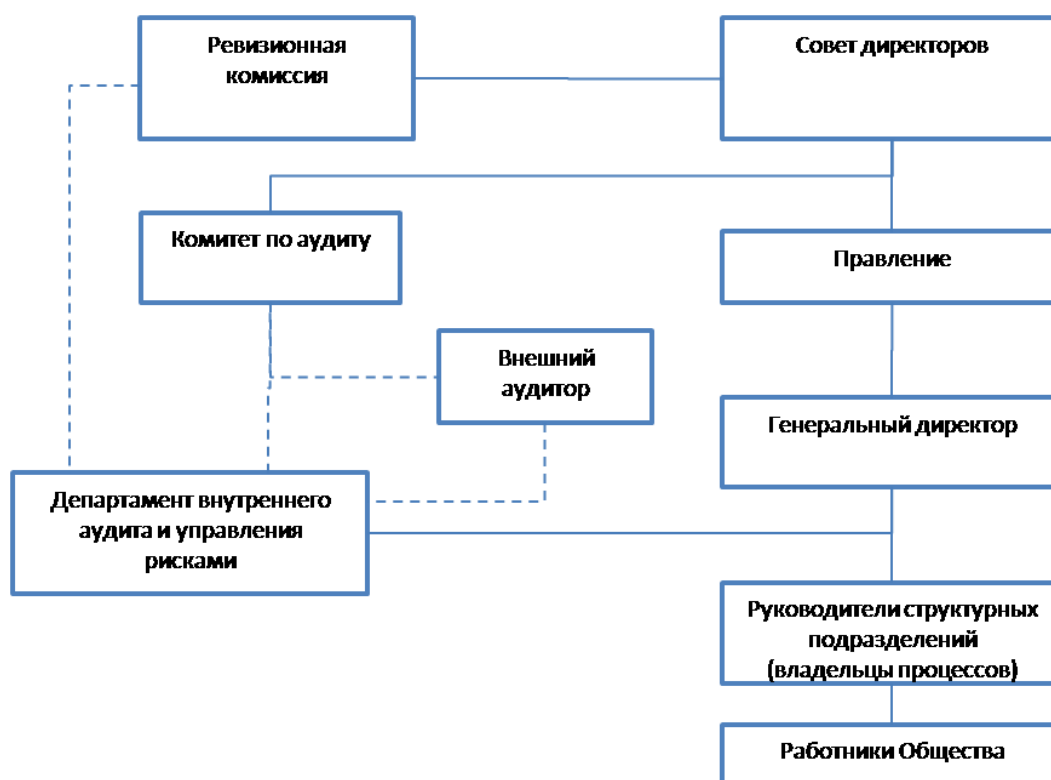 Ревизионная
комиссия
Совет директоров
Комитет по аудиту
Правление
Внешний
аудитор
Генеральный директор
Департамент внутреннего
аудита и управления
рисками
Руководители структурных
подразделений
(владельцы процессов)
Работники Общества